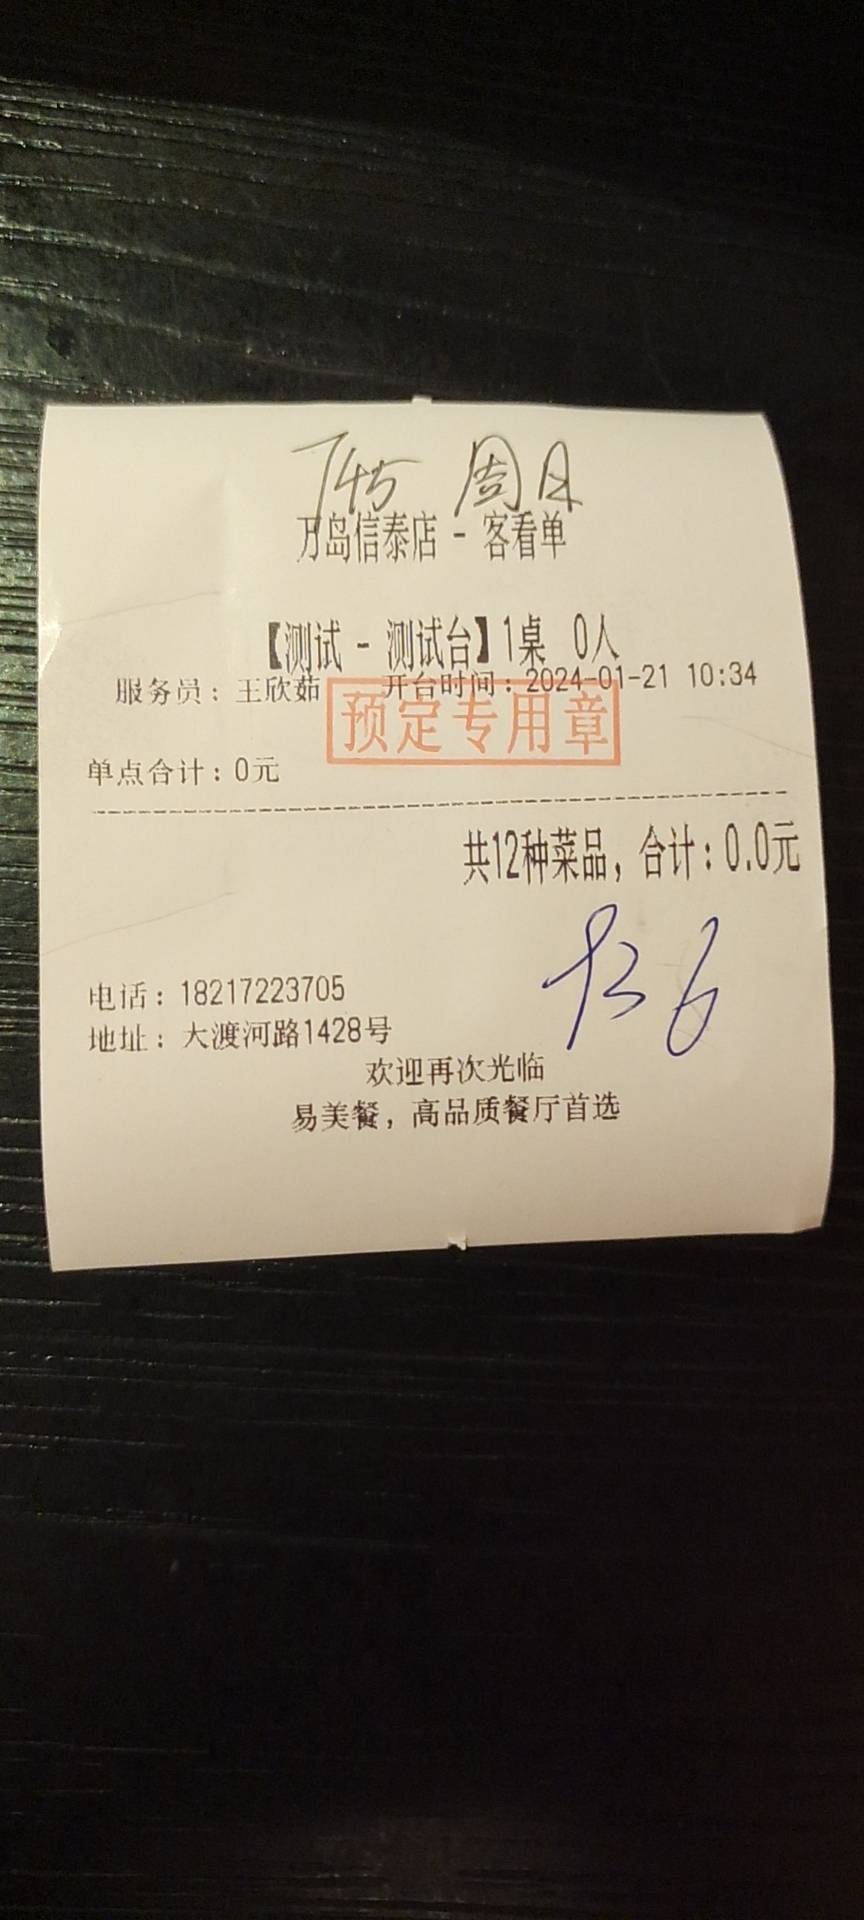 745 周日
万岛信泰店 - 客看单
【测试 - 测试台】1桌 0人
服务员：王欣茹 开台时间：2024-01-21 10:34
预定专用章
单点合计：0元
共12种菜品，合计：0.0元
电话：18217223705
地址：大渡河路1428号
欢迎再次光临
易美餐，高品质餐厅首选